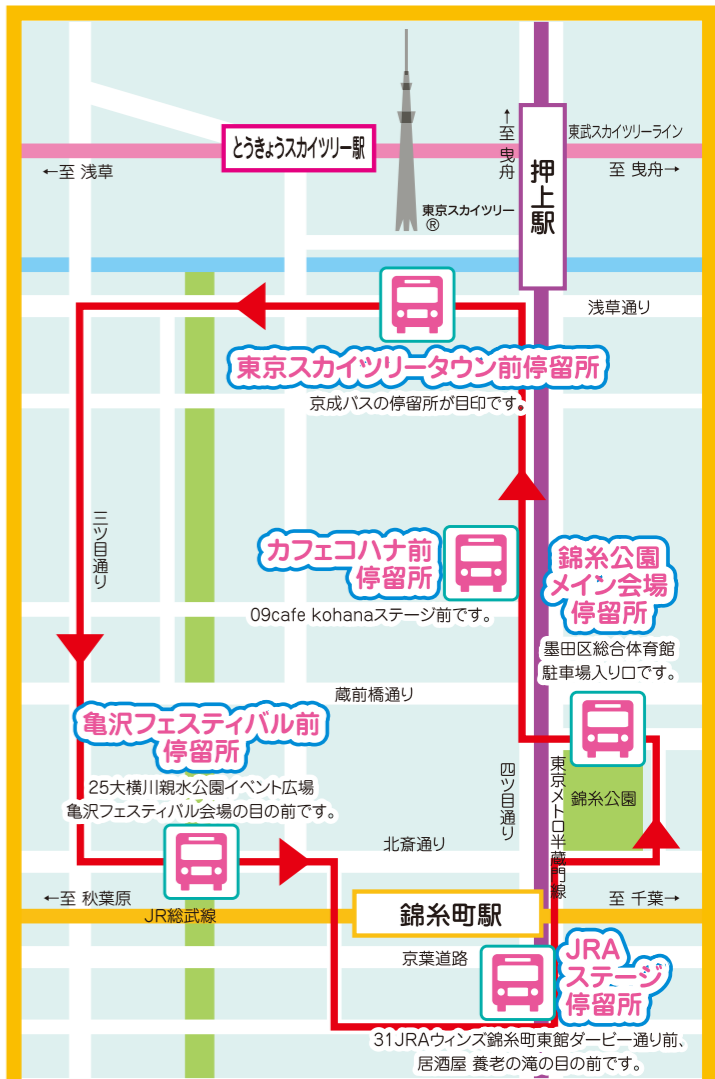 とうきょうスカイツリー駅
←至 曳舟
東武スカイツリーライン
←至 浅草
至 曳舟→
押上駅
東京スカイツリー
®
浅草通り
東京スカイツリータウン前停留所
京成バスの停留所が目印です。
三ツ目通り
カフェコハナ前
停留所
09cafe kohanaステージ前です。
錦糸公園
メイン会場
停留所
墨田区総合体育館
駐車場入り口です。
蔵前橋通り
亀沢フェスティバル前
停留所
25大横川親水公園イベント広場
亀沢フェスティバル会場の目の前です。
四ツ目通り
東京メトロ半蔵門線
錦糸公園
北斎通り
←至 秋葉原
JR総武線
錦糸町駅
至 千葉→
京葉道路
JRA
ステージ
停留所
31JRAウィンズ錦糸町東館ダービー通り前、
居酒屋 養老の滝の目の前です。